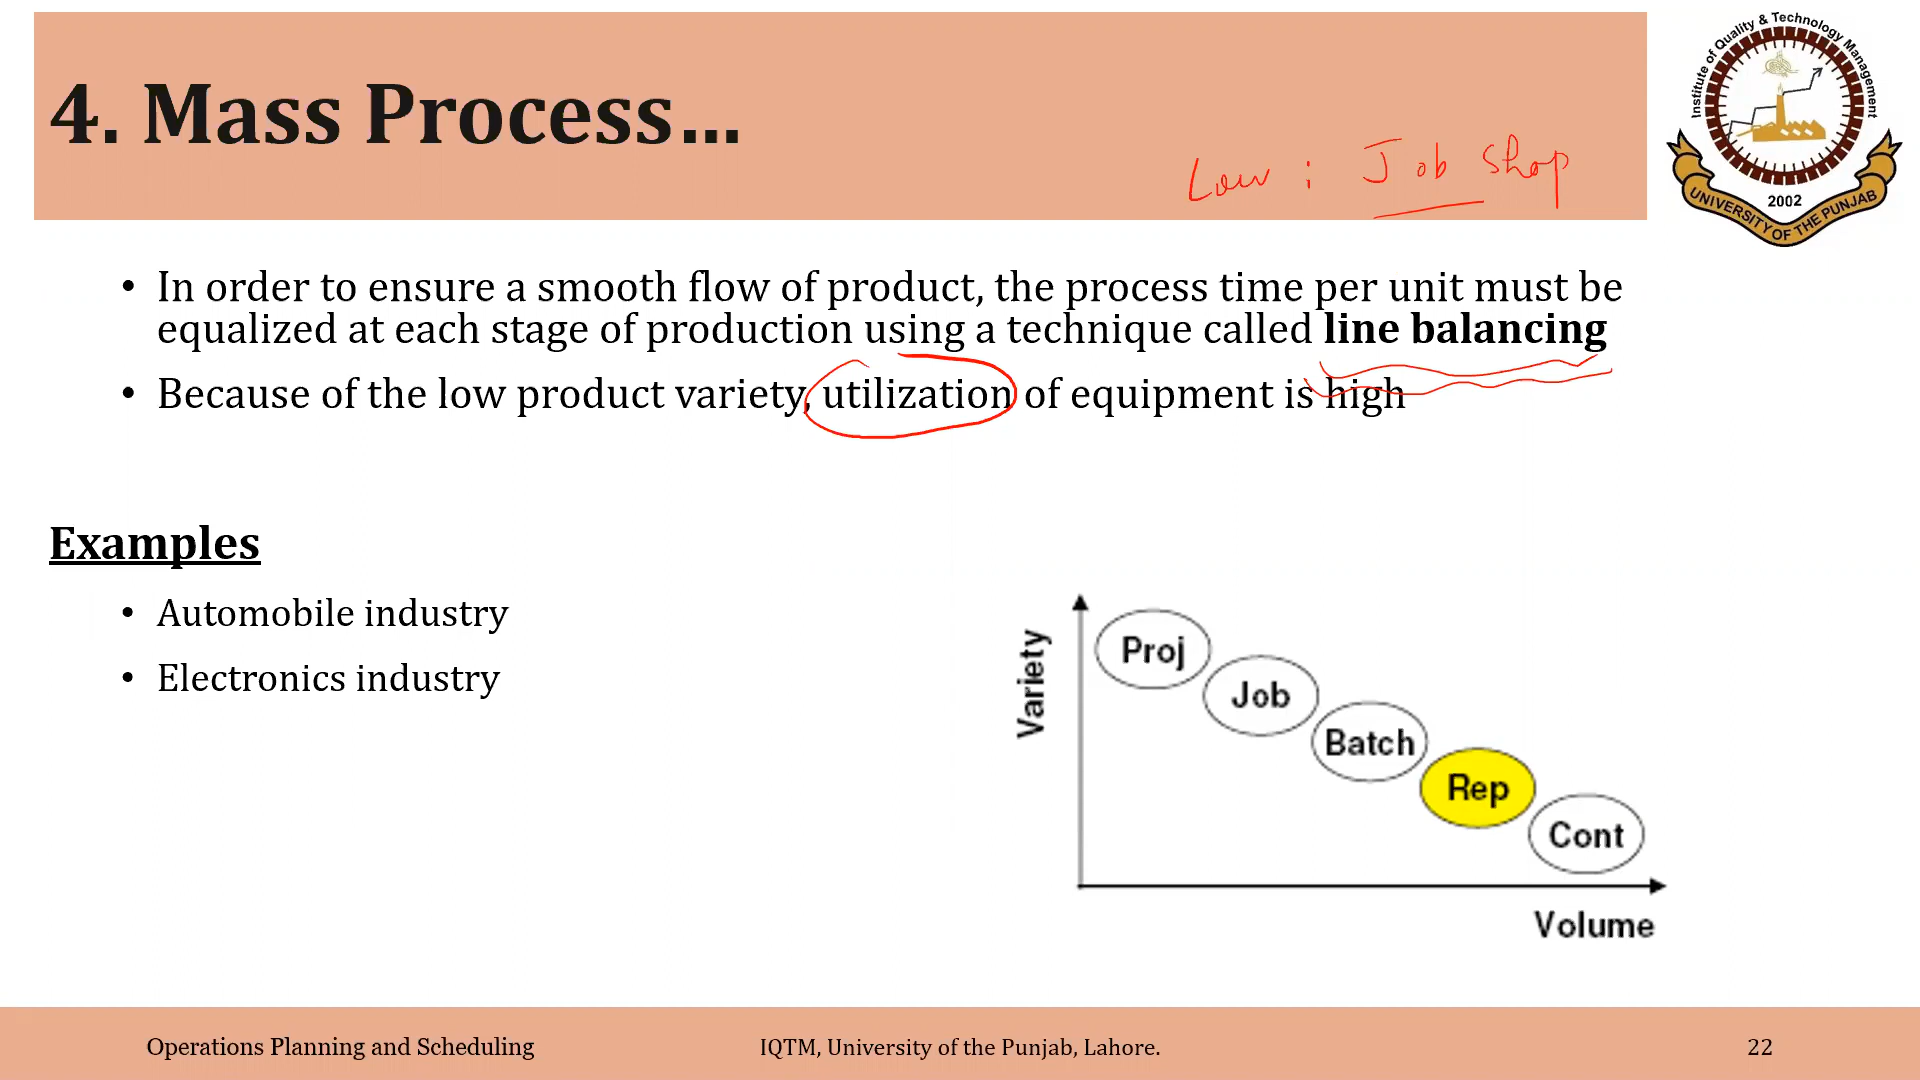 4. Mass Process...
Low : Job shop
Institute of Quality & Technology Management
2002
UNIVERSITY OF THE PUNJAB
• In order to ensure a smooth flow of product, the process time per unit must be
equalized at each stage of production using a technique called line balancing
• Because of the low product variety, utilization of equipment is high
Examples
• Automobile industry
• Electronics industry
Variety
Proj
Job
Batch
Rep
Cont
Volume
Operations Planning and Scheduling
IQTM, University of the Punjab, Lahore.
22